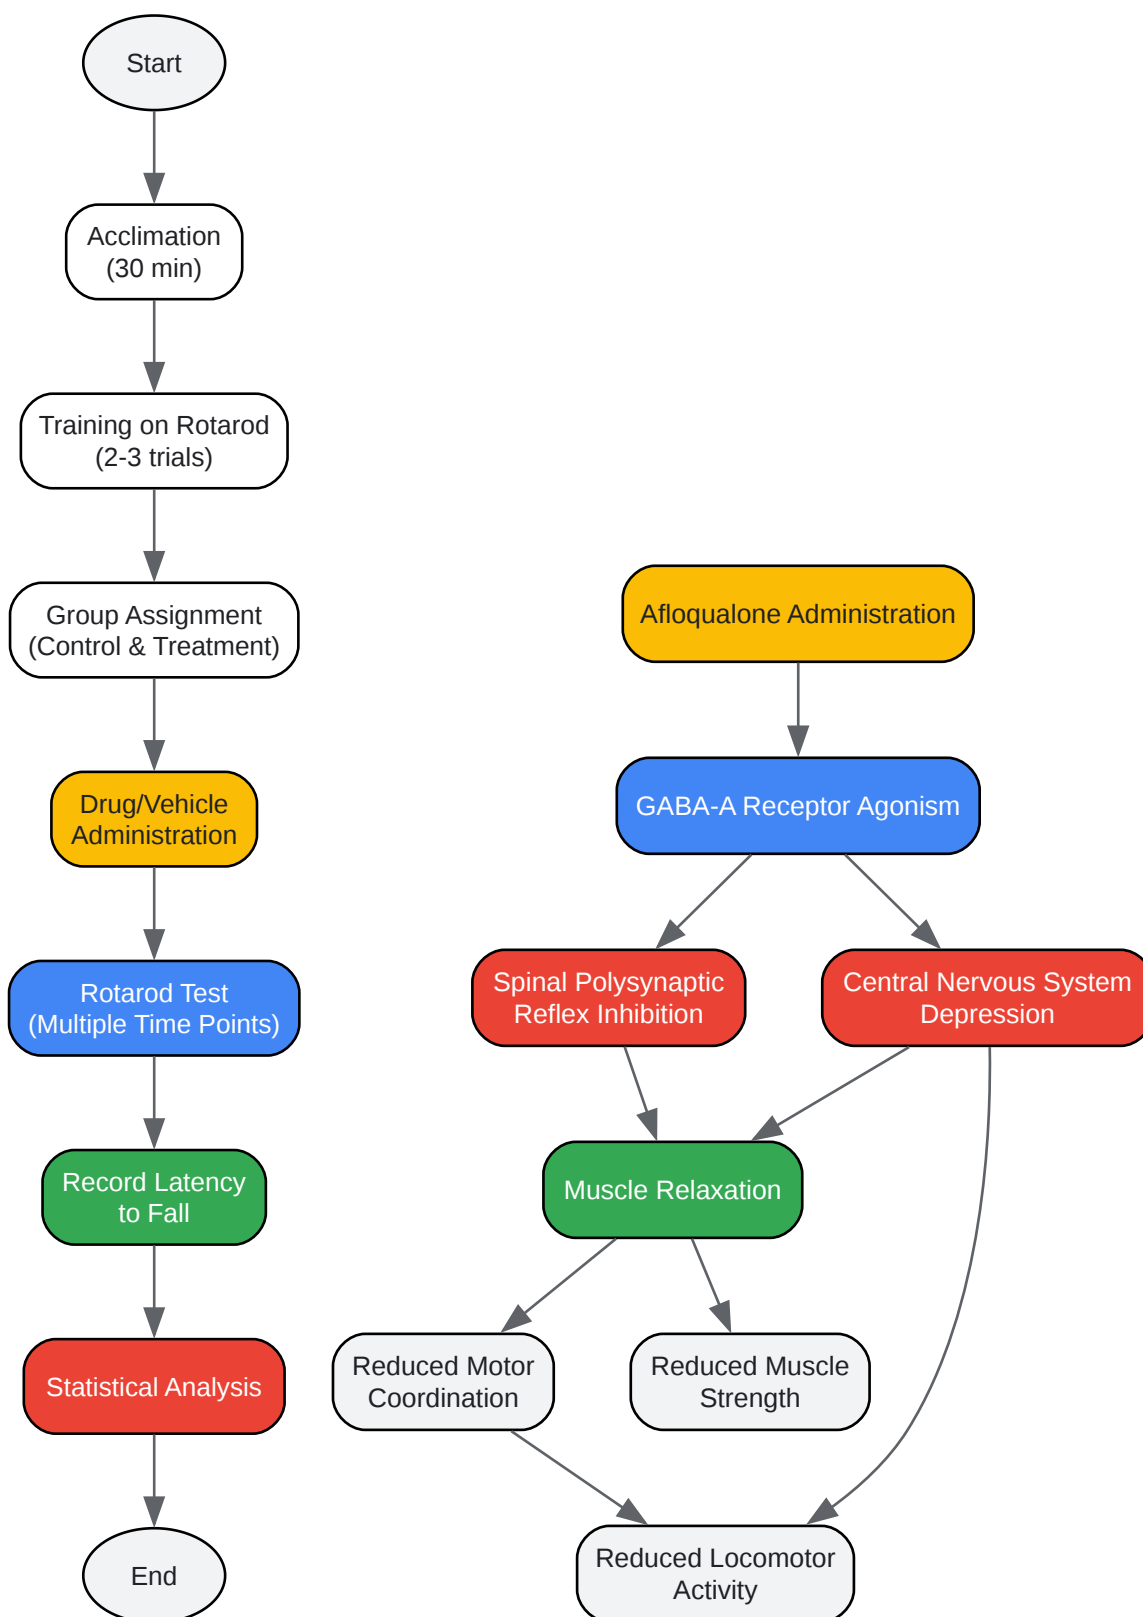 Start
Acclimation
(30 min)
Training on Rotarod
(2-3 trials)
Group Assignment
(Control & Treatment)
Drug/Vehicle
Administration
Rotarod Test
(Multiple Time Points)
Record Latency
to Fall
Statistical Analysis
End
Afloqualone Administration
GABA-A Receptor Agonism
Spinal Polysynaptic
Reflex Inhibition
Central Nervous System
Depression
Muscle Relaxation
Reduced Motor
Coordination
Reduced Muscle
Strength
Reduced Locomotor
Activity